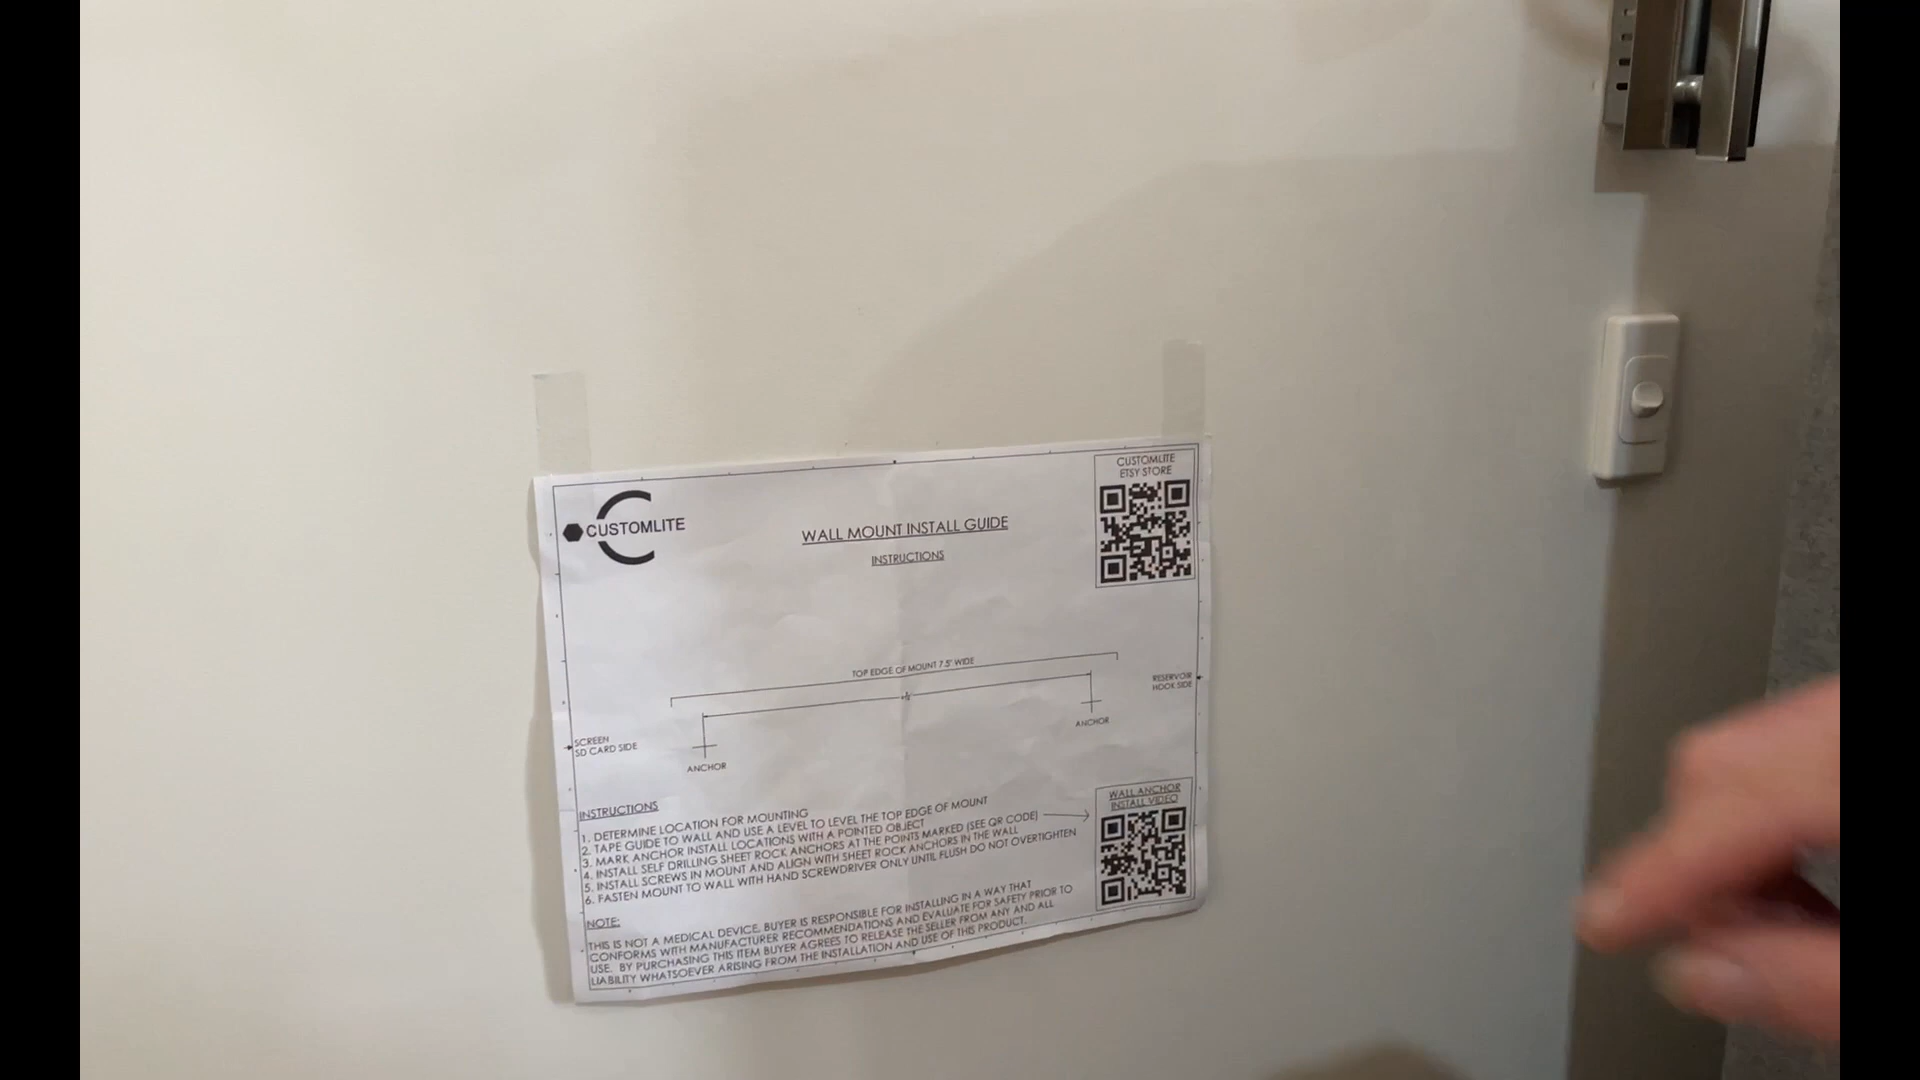 CUSTOMLITE
WALL MOUNT INSTALL GUIDE
INSTRUCTIONS
CUSTOMLITE
ETSY STORE
TOP EDGE OF MOUNT 7.5" WIDE
RESERVOIR
HOOK SIDE
SCREEN
SD CARD SIDE
ANCHOR
ANCHOR
INSTRUCTIONS
1. DETERMINE LOCATION FOR MOUNTING
2. TAPE GUIDE TO WALL AND USE A LEVEL TO LEVEL THE TOP EDGE OF MOUNT
3. MARK ANCHOR INSTALL LOCATIONS WITH A POINTED OBJECT
4. INSTALL SELF DRILLING SHEET ROCK ANCHORS AT THE POINTS MARKED (SEE QR CODE)
5. INSTALL SCREWS IN MOUNT AND ALIGN WITH SHEET ROCK ANCHORS IN THE WALL
6. FASTEN MOUNT TO WALL WITH HAND SCREWDRIVER ONLY UNTIL FLUSH DO NOT OVERTIGHTEN
WALL ANCHOR
INSTALL VIDEO
NOTE:
THIS IS NOT A MEDICAL DEVICE, BUYER IS RESPONSIBLE FOR INSTALLING IN A WAY THAT
CONFORMS WITH MANUFACTURER RECOMMENDATIONS AND EVALUATE FOR SAFETY PRIOR TO
USE. BY PURCHASING THIS ITEM BUYER AGREES TO RELEASE THE SELLER FROM ANY AND ALL
LIABILITY WHATSOEVER ARISING FROM THE INSTALLATION AND USE OF THIS PRODUCT.